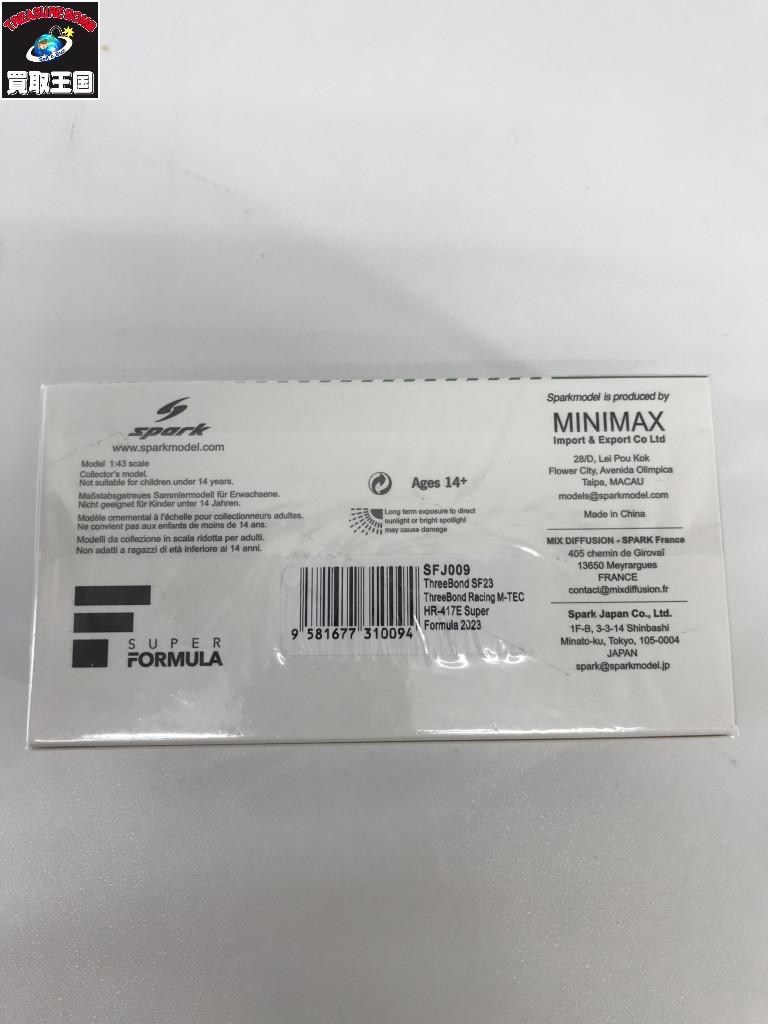 TREASURE KINGDOM
買取王国
spark
www.sparkmodel.com
Model 1:43 scale
Collector's model.
Not suitable for children under 14 years.
Maßstabsgetreues Sammlermodell für Erwachsene.
Nicht geeignet für Kinder unter 14 Jahren.
Modèle ornemental à l'échelle pour collectionneurs adultes.
Ne convient pas aux enfants de moins de 14 ans.
Modelli da collezione in scala ridotta per adulti.
Non adatti a ragazzi di età inferiore ai 14 anni.
SUPER
FORMULA
Ages 14+
Long term exposure to direct
sunlight or bright spotlight
may cause damage
SFJ009
ThreeBond SF23
ThreeBond Racing M-TEC
HR-417E Super
Formula 2023
9 581677 310094
Sparkmodel is produced by
MINIMAX
Import & Export Co Ltd
28/D, Lei Pou Kok
Flower City, Avenida Olimpica
Taipa, MACAU
models@sparkmodel.com
Made in China
MIX DIFFUSION - SPARK France
405 chemin de Girovaï
13650 Meyrargues
FRANCE
contact@mixdiffusion.fr
Spark Japan Co., Ltd.
1F-B, 3-3-14 Shinbashi
Minato-ku, Tokyo, 105-0004
JAPAN
spark@sparkmodel.jp